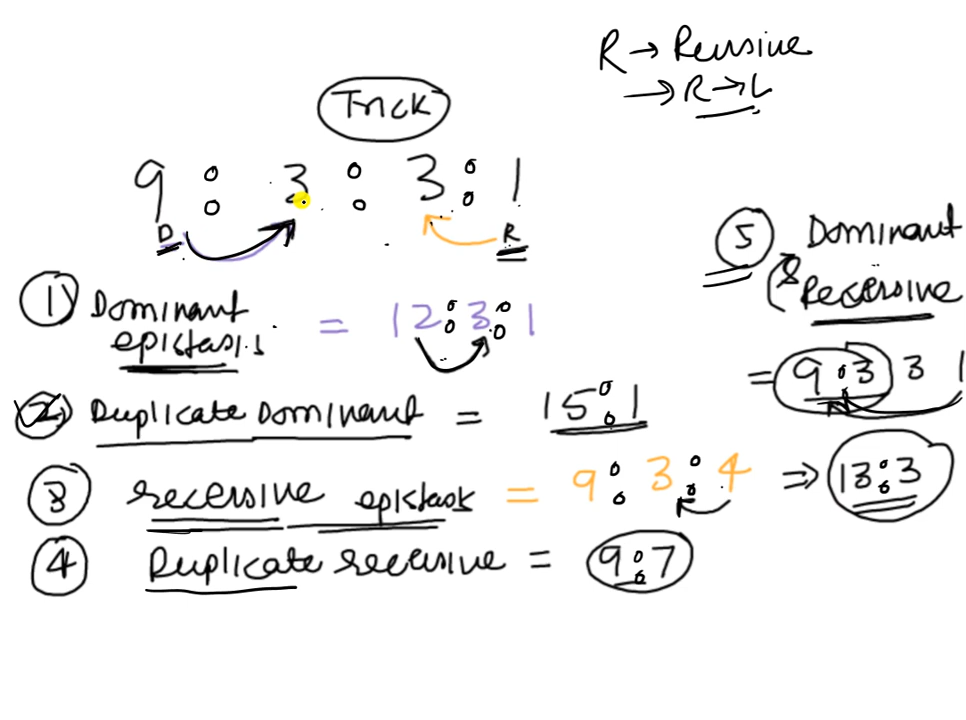 R → Recursive
→ R→L
Trick
9 : 3 : 3 : 1
D R
1 Dominant
epistasis = 12 : 3 : 1
2 Duplicate Dominant = 15 : 1
3 recessive epistasis = 9 : 3 : 4
4 Duplicate recessive = 9 : 7
5 Dominant
& Recessive
= 9 : 3 3 1
⇒ 13 : 3